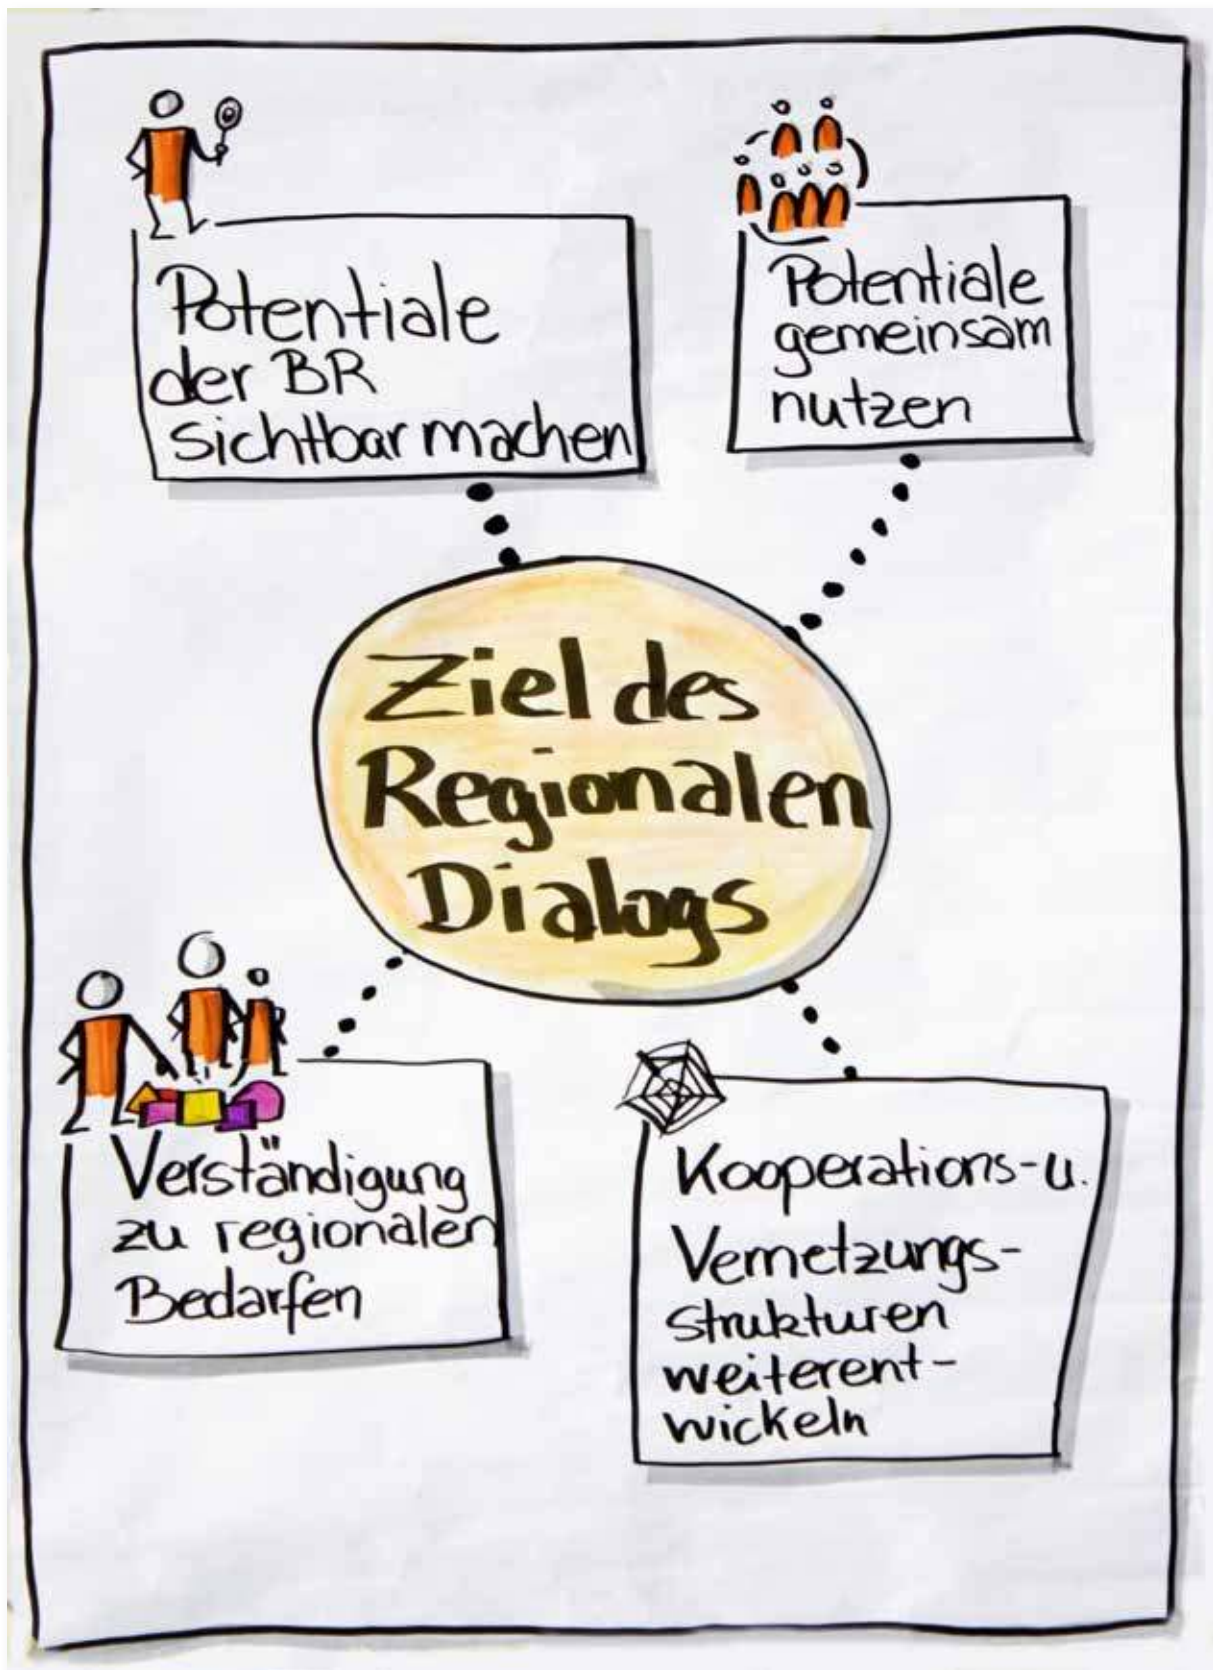 Potentiale
der BR
sichtbar machen
Potentiale
gemeinsam
nutzen
Ziel des
Regionalen
Dialogs
Verständigung
zu regionalen
Bedarfen
Kooperations-u.
Vernetzungs-
strukturen
weiterent-
wickeln